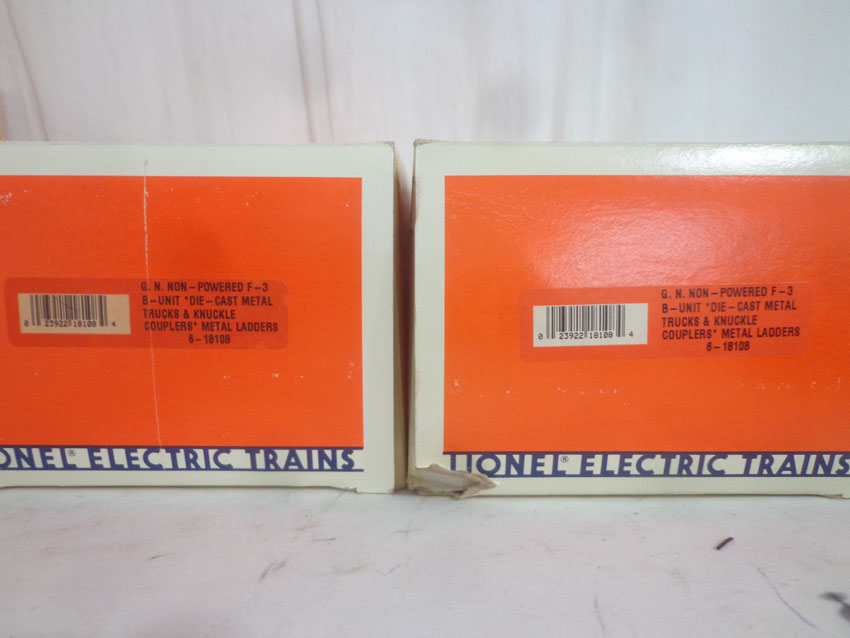 G. N. NON-POWERED F-3
B-UNIT *DIE-CAST METAL
TRUCKS & KNUCKLE
COUPLERS* METAL LADDERS
6-18108
0 23922 18108 4
ONEL® ELECTRIC TRAINS
G. N. NON-POWERED F-3
B-UNIT *DIE-CAST METAL
TRUCKS & KNUCKLE
COUPLERS* METAL LADDERS
6-18108
0 23922 18108 4
LIONEL® ELECTRIC TRAINS